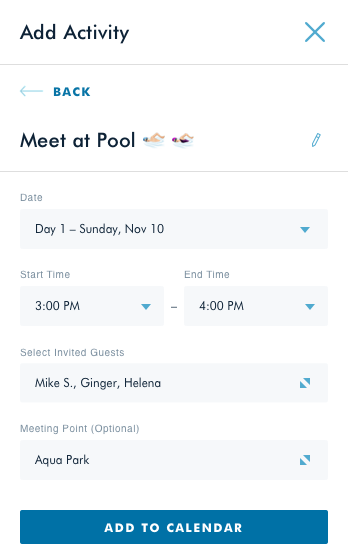 Add Activity
BACK
Meet at Pool
Date
Day 1 – Sunday, Nov 10
Start Time
End Time
3:00 PM – 4:00 PM
Select Invited Guests
Mike S., Ginger, Helena
Meeting Point (Optional)
Aqua Park
ADD TO CALENDAR